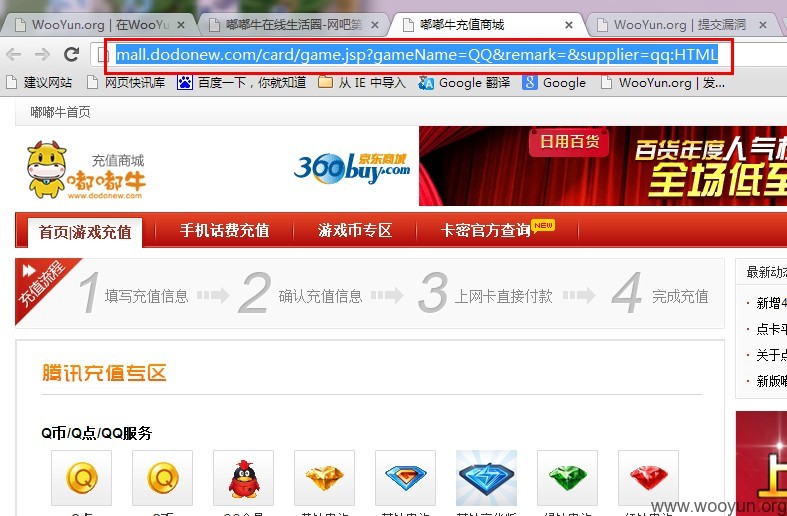 WooYun.org | 在WooYu
嘟嘟牛在线生活圈-网吧第
嘟嘟牛充值商城
WooYun.org | 提交漏洞
mall.dodonew.com/card/game.jsp?gameName=QQ&remark=&supplier=qq:HTML
建议网站 网页快讯库 百度一下，你就知道 从 IE 中导入 Google 翻译 Google WooYun.org | 发...
嘟嘟牛首页
充值商城
嘟嘟牛
www.dodonew.com
360buy.com 京东商城
日用百货
百货年度人气
全场低至
首页|游戏充值 手机话费充值 游戏币专区 卡密官方查询 NEW
充值流程
1 填写充值信息 2 确认充值信息 3 上网卡直接付款 4 完成充值
最新动态
新增4
点卡平
关于点
新版嘟
腾讯充值专区
Q币/Q点/QQ服务
www.wooyun.org